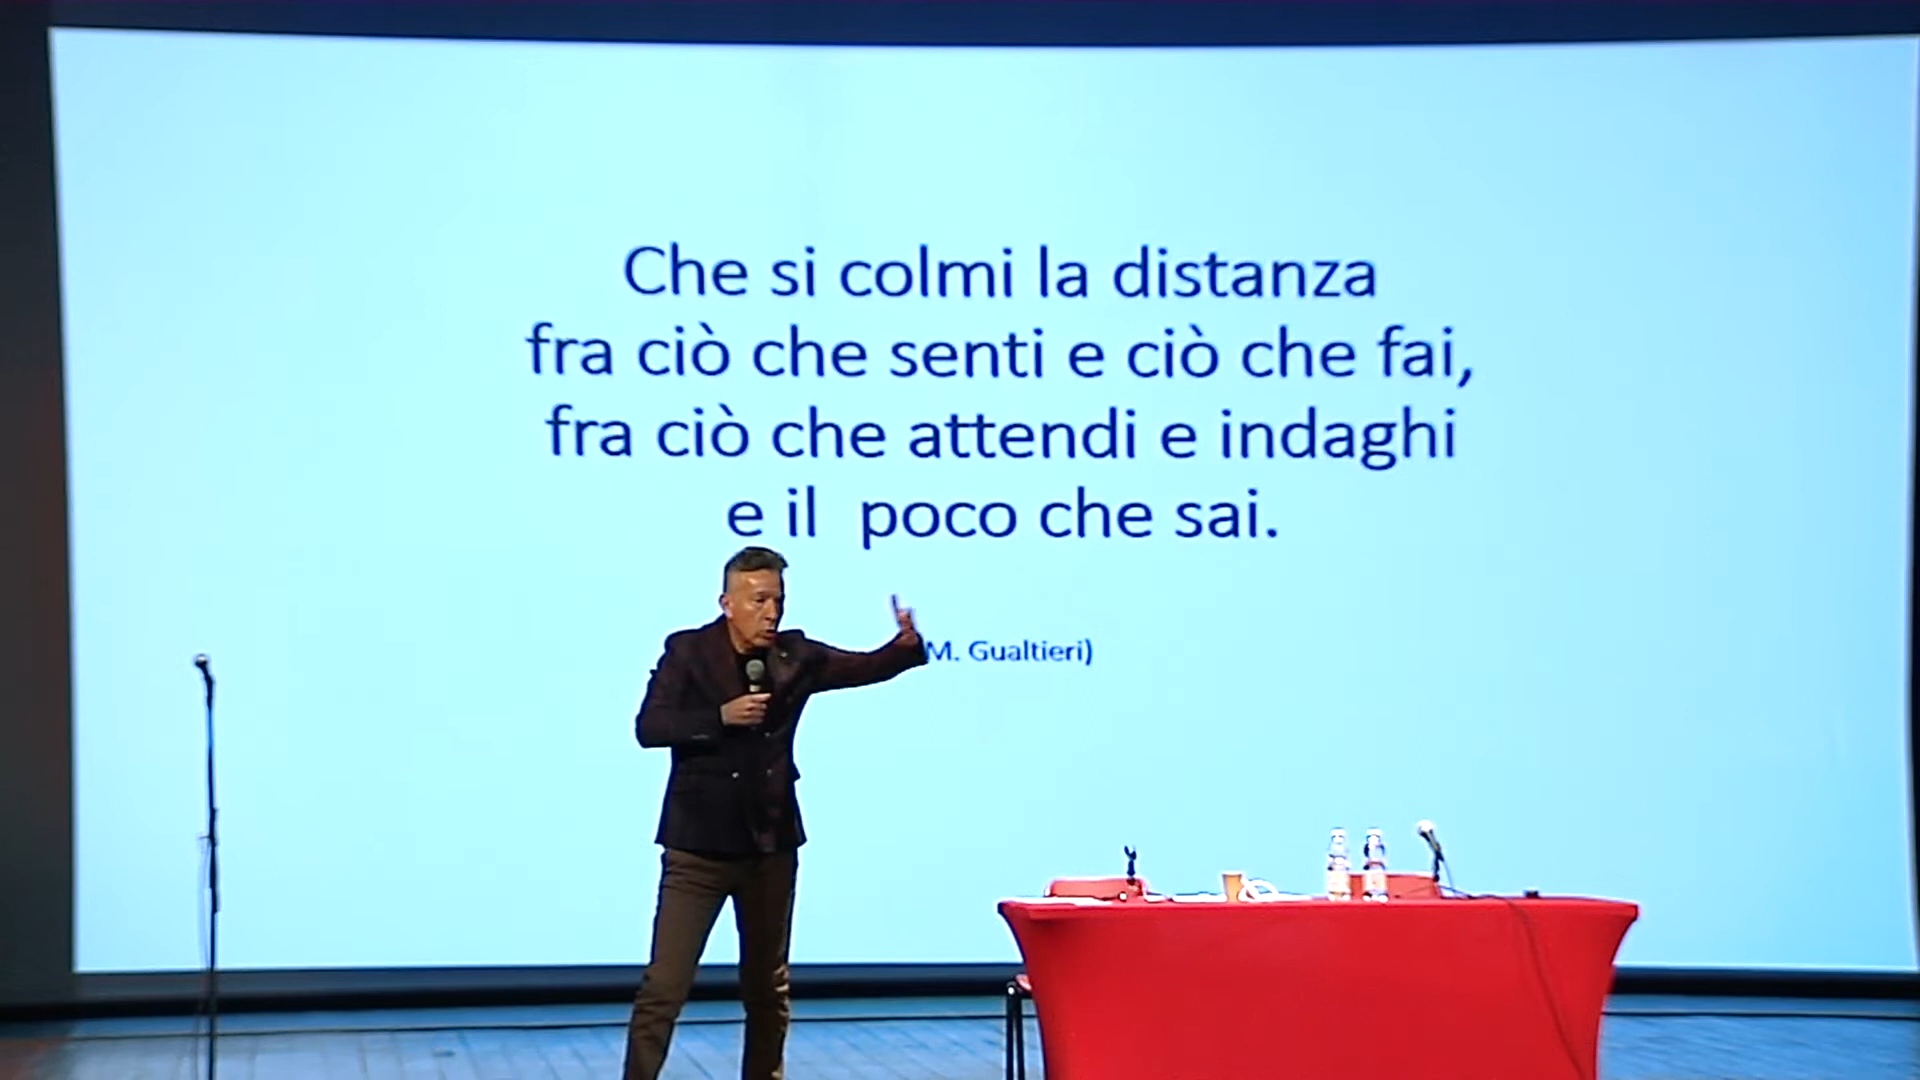 Che si colmi la distanza
fra ciò che senti e ciò che fai,
fra ciò che attendi e indaghi
e il  poco che sai.
M. Gualtieri)